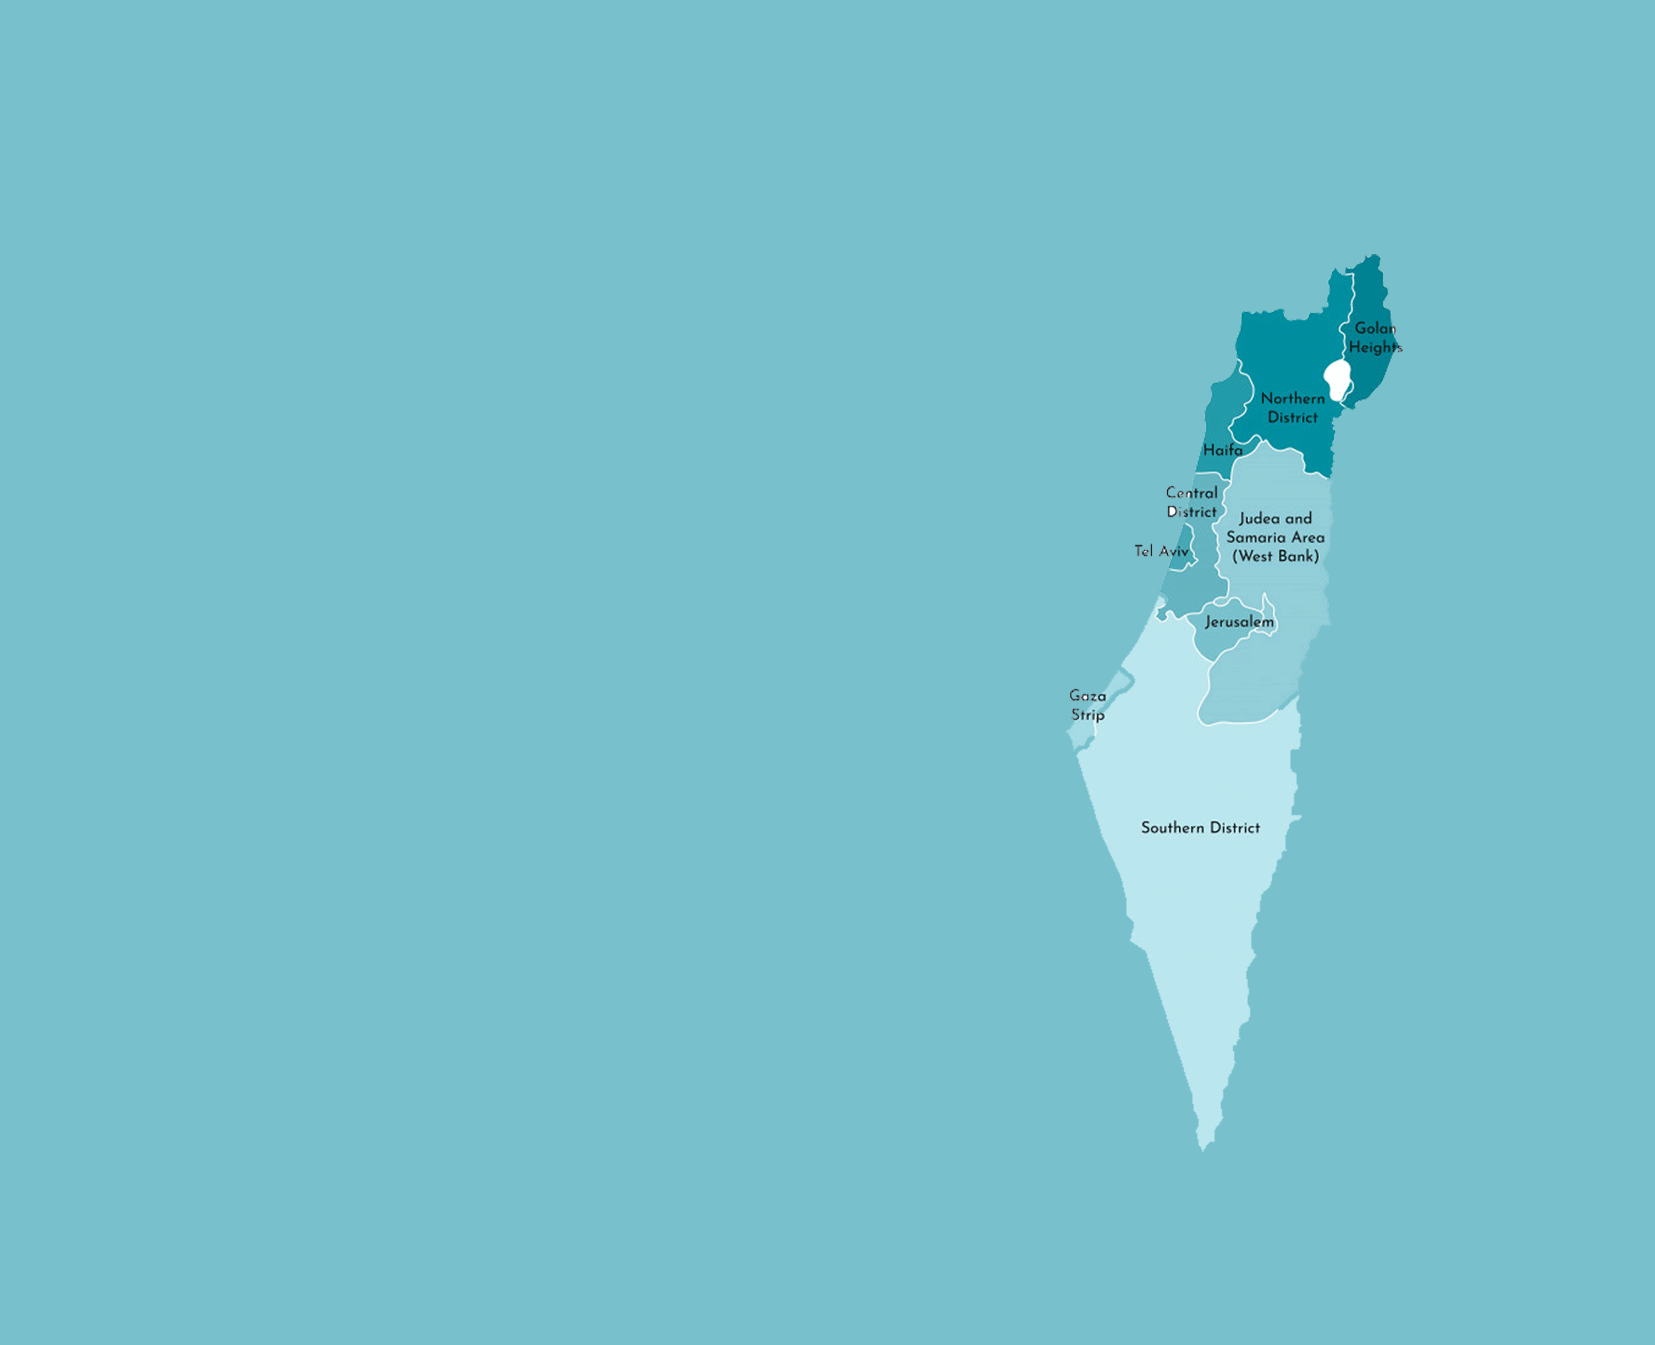 Golan
Heights
Northern
District
Haifa
Central
District
Judea and
Samaria Area
(West Bank)
Tel Aviv
Jerusalem
Gaza
Strip
Southern District